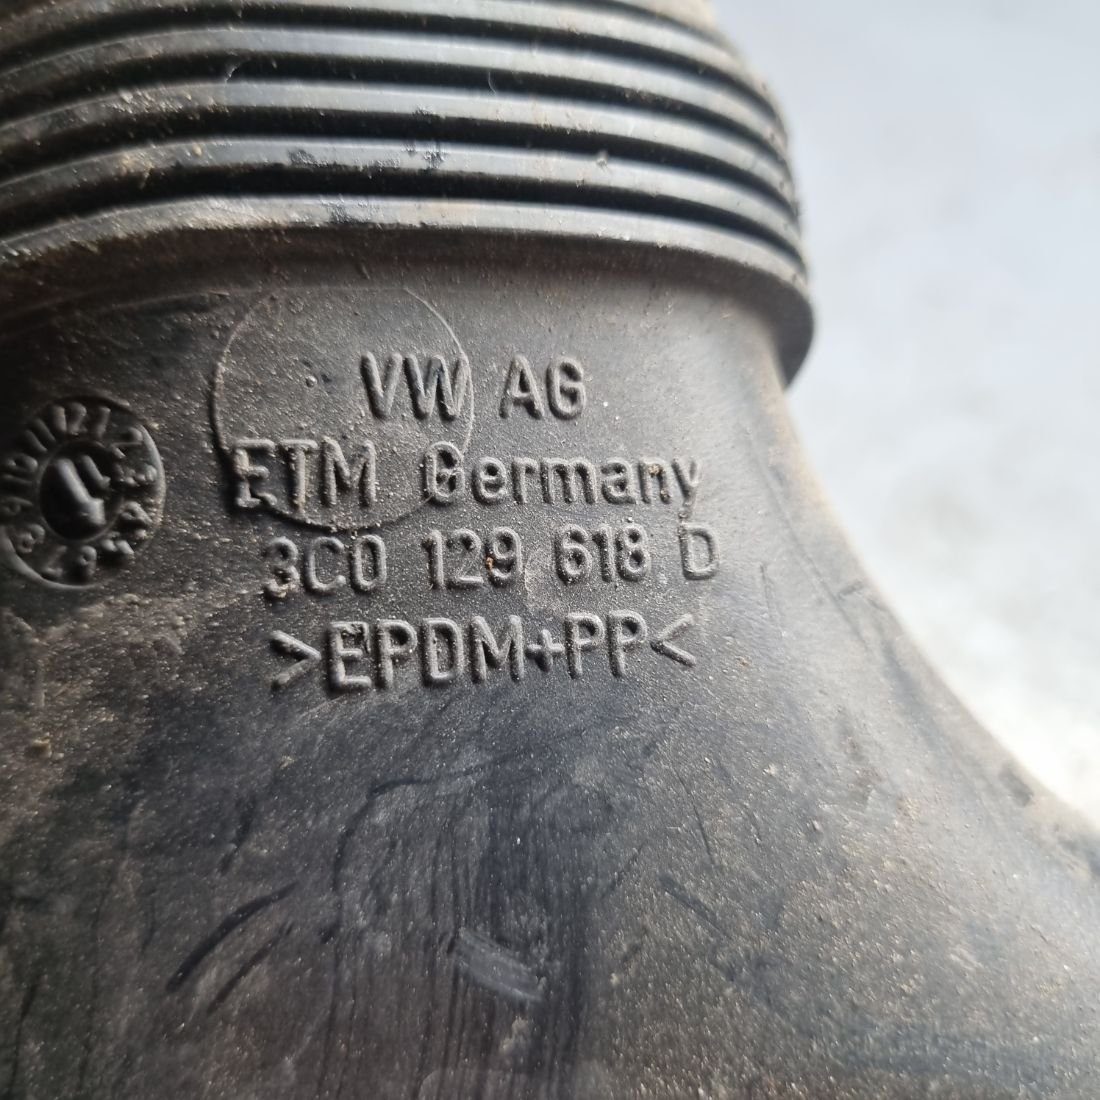 VW AG
ETM Germany
3C0 129 618 D
>EPDM+PP<